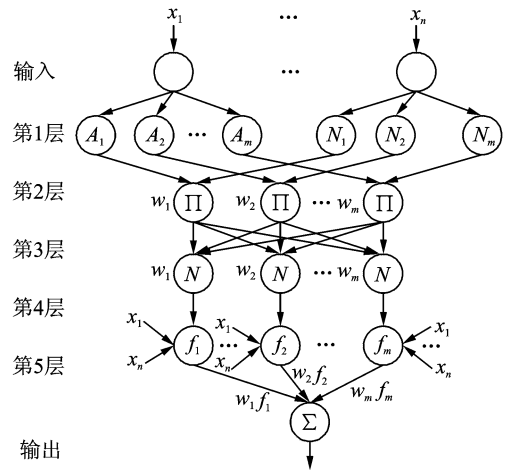 x₁ … xₙ
输入 …
第1层 A₁ A₂ … Aₘ N₁ N₂ Nₘ
第2层 w₁ ∏ w₂ ∏ … wₘ ∏
第3层
w₁ N w₂ N … wₘ N
第4层
x₁ x₁ x₁
f₁ … f₂ … fₘ …
第5层 xₙ xₙ xₙ
w₂f₂
w₁f₁ wₘfₘ
Σ
输出